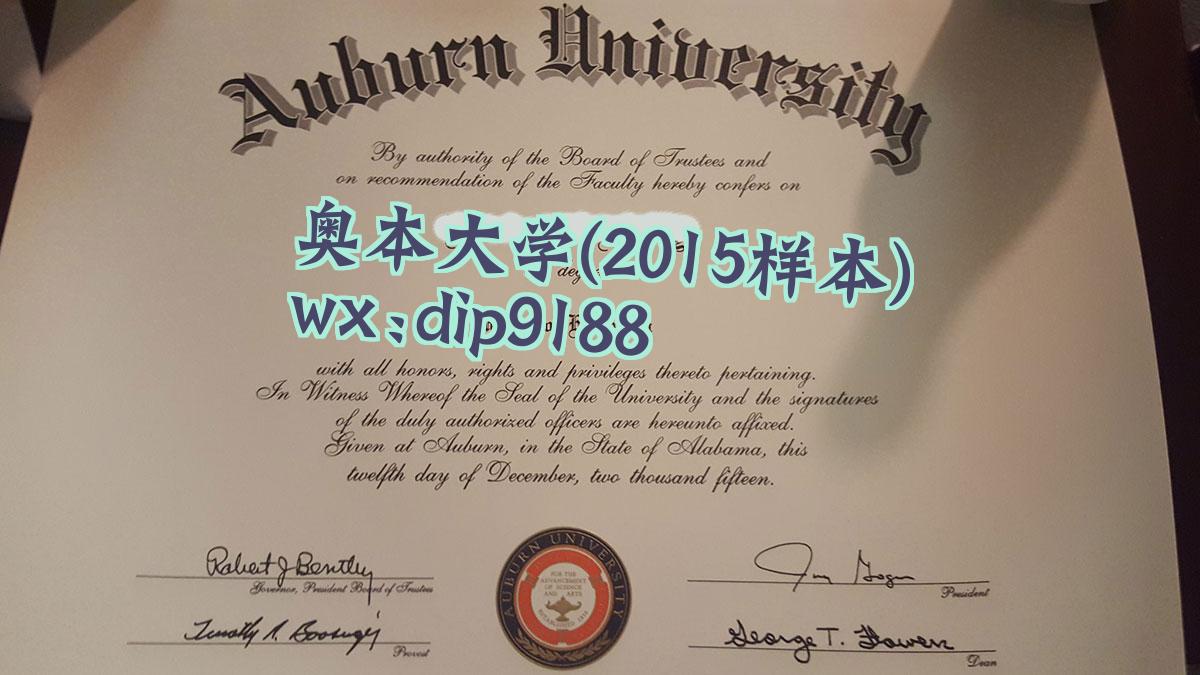 Auburn University
By authority of the Board of Trustees and
on recommendation of the Faculty hereby confers on
奥本大学(2015样本)
wx:dip9188
with all honors, rights and privileges thereto pertaining.
In Witness Whereof the Seal of the University and the signatures
of the duly authorized officers are hereunto affixed.
Given at Auburn, in the State of Alabama, this
twelfth day of December, two thousand fifteen.
Robert J Bentley
Governor, President Board of Trustees
Timothy R. Boosinger
Provost
AUBURN UNIVERSITY
FOR THE
ADVANCEMENT
OF SCIENCE
AND ARTS
Jay Gogue
President
George T. Flowers
Dean